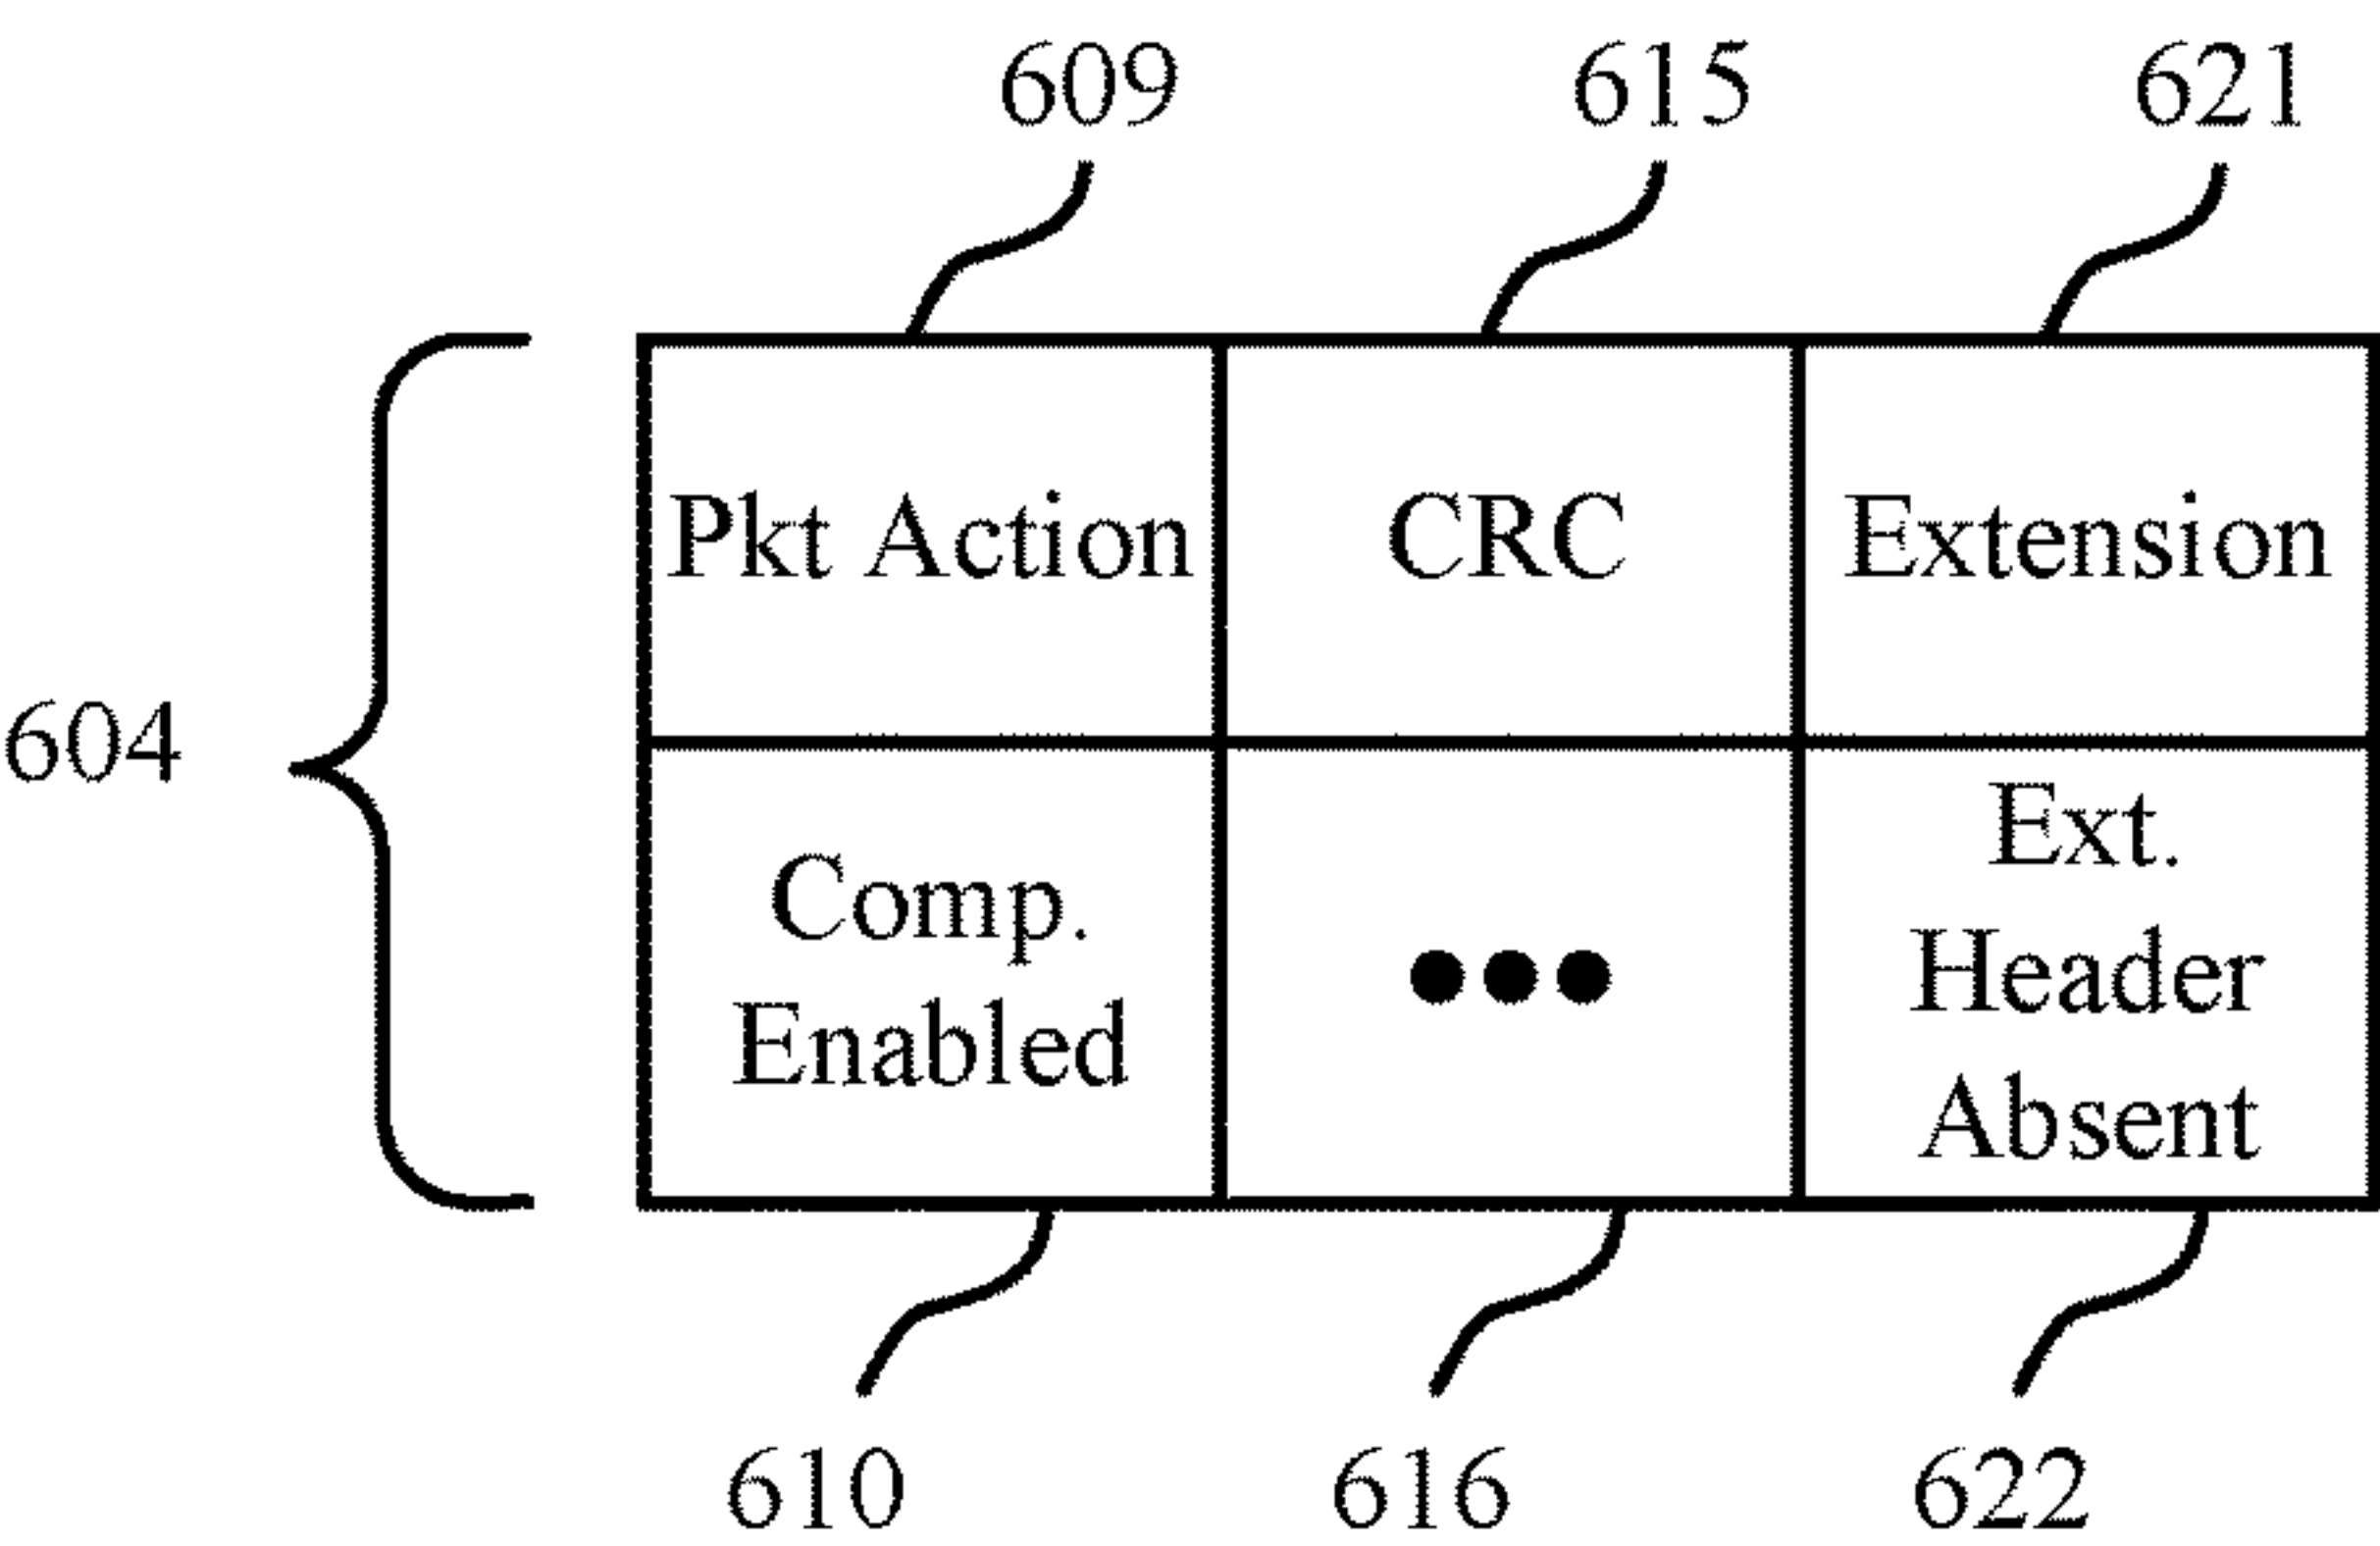 609 615 621
Pkt Action CRC Extension
604
Comp.
Enabled
●●●
Ext.
Header
Absent
610 616 622